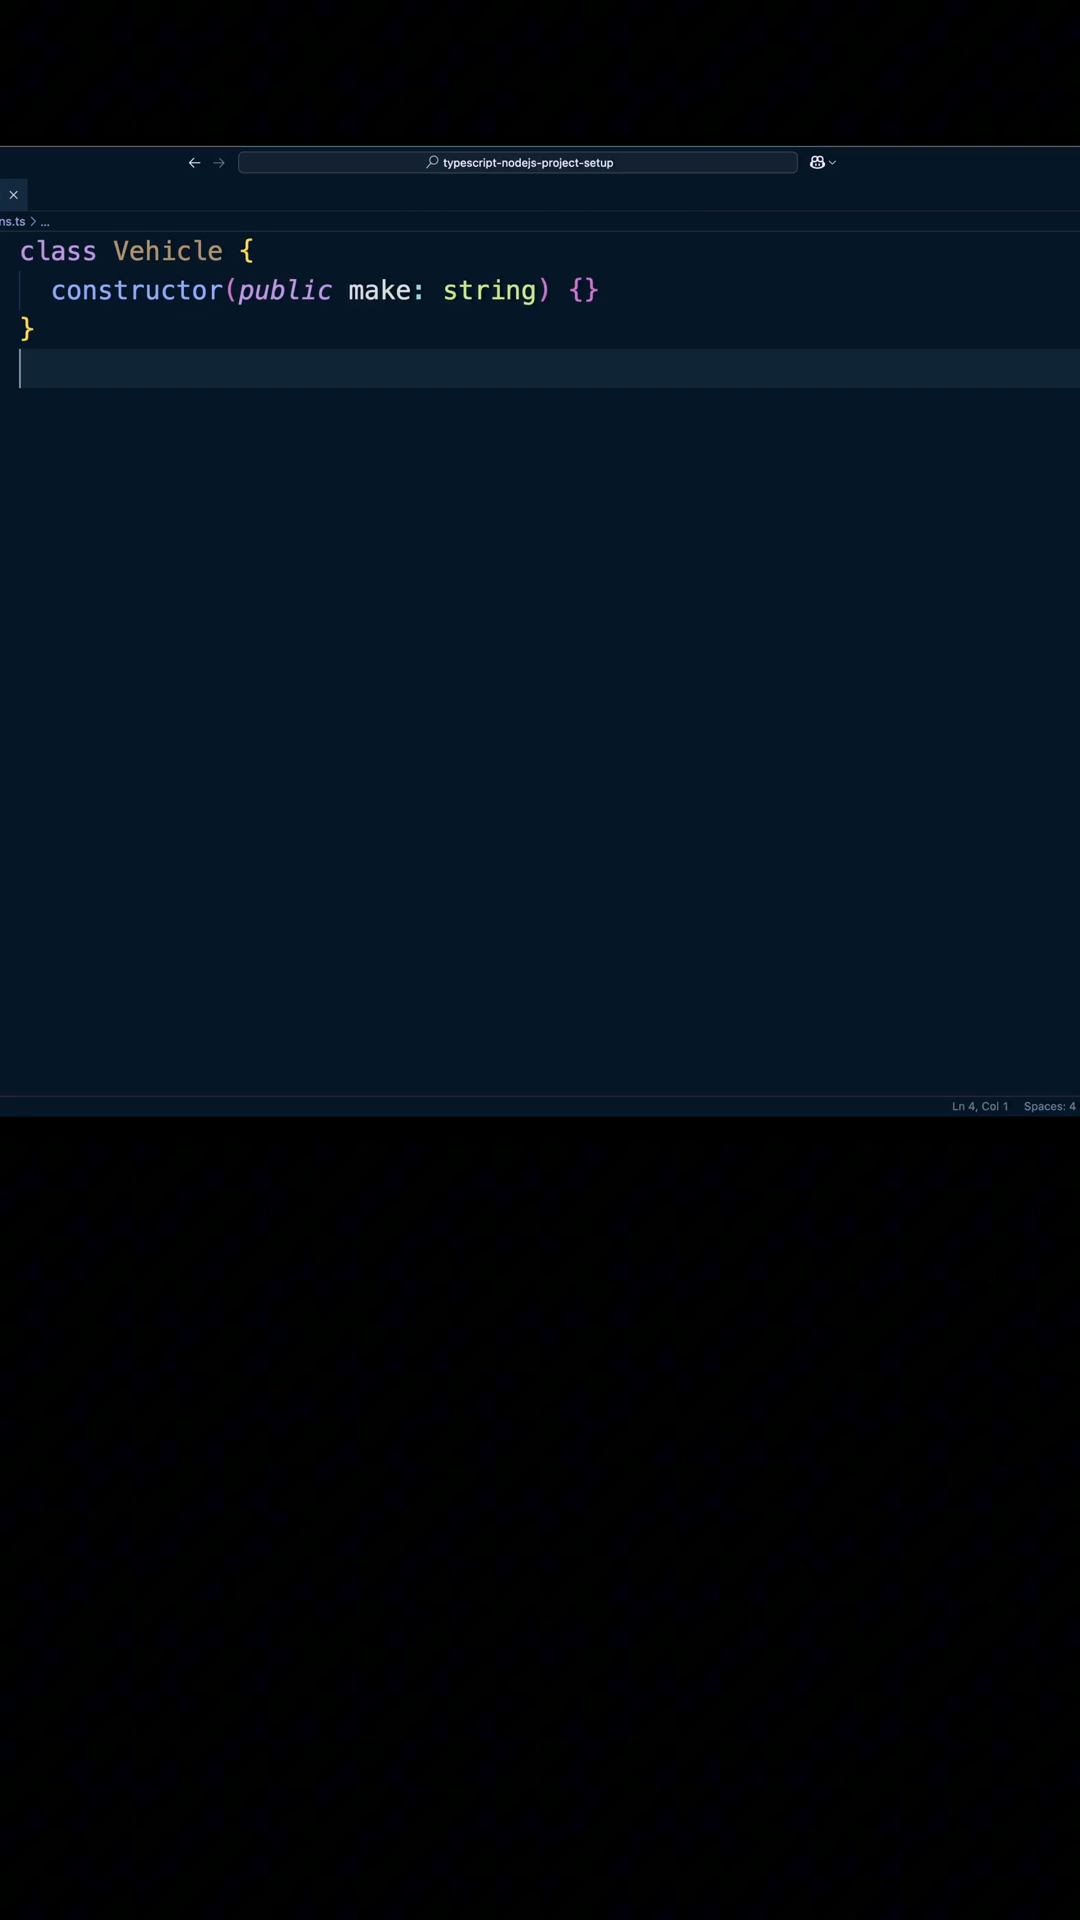 typescript-nodejs-project-setup
ns.ts > ...
class Vehicle {
  constructor(public make: string) {}
}
Ln 4, Col 1 Spaces: 4